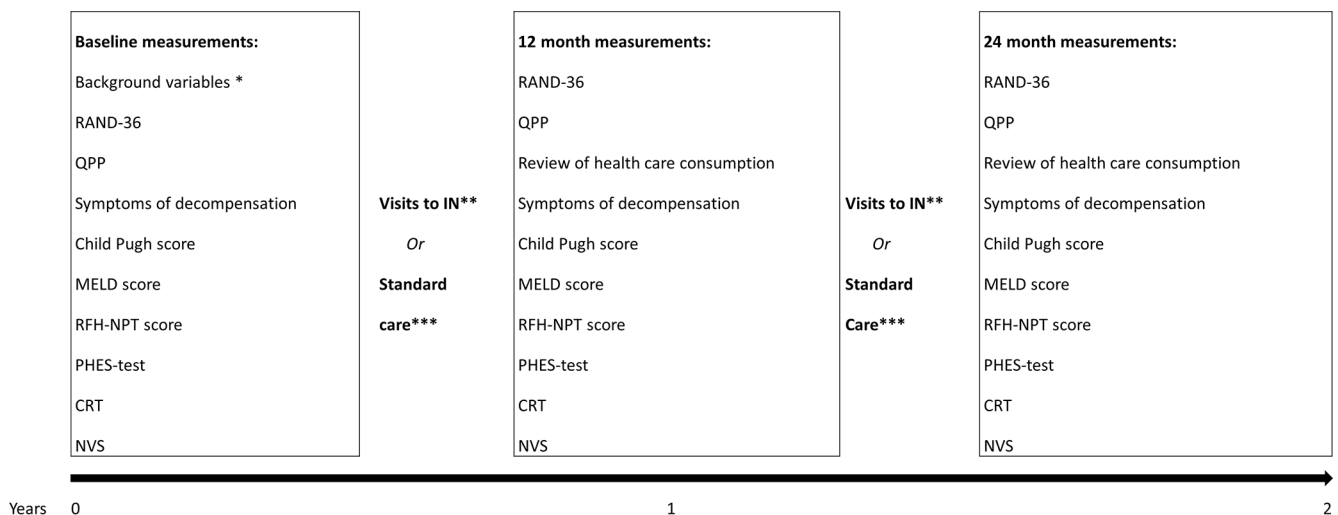 Baseline measurements:
Background variables *
RAND-36
QPP
Symptoms of decompensation
Child Pugh score
MELD score
RFH-NPT score
PHES-test
CRT
NVS
Visits to IN**
Or
Standard
care***
12 month measurements:
RAND-36
QPP
Review of health care consumption
Symptoms of decompensation
Child Pugh score
MELD score
RFH-NPT score
PHES-test
CRT
NVS
Visits to IN**
Or
Standard
Care***
24 month measurements:
RAND-36
QPP
Review of health care consumption
Symptoms of decompensation
Child Pugh score
MELD score
RFH-NPT score
PHES-test
CRT
NVS
Years 0 1 2